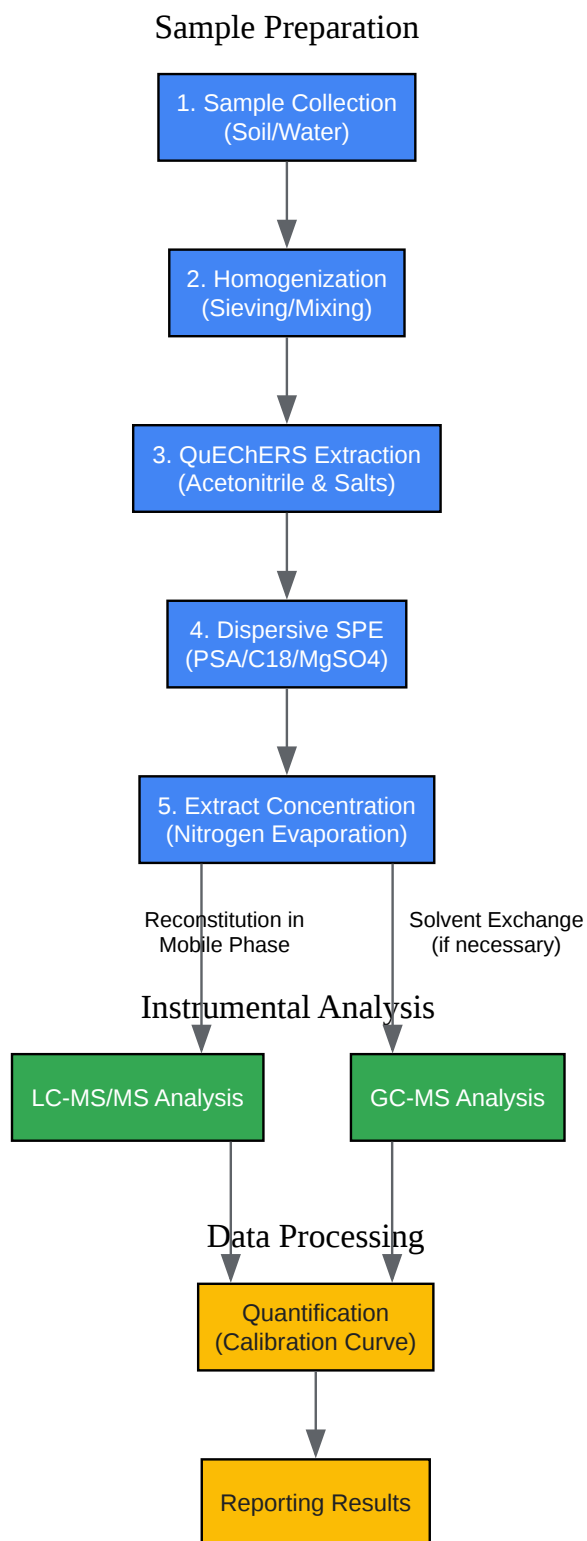 Sample Preparation
1. Sample Collection
(Soil/Water)
2. Homogenization
(Sieving/Mixing)
3. QuEChERS Extraction
(Acetonitrile & Salts)
4. Dispersive SPE
(PSA/C18/MgSO4)
5. Extract Concentration
(Nitrogen Evaporation)
Reconstitution in
Mobile Phase
Solvent Exchange
(if necessary)
Instrumental Analysis
LC-MS/MS Analysis
GC-MS Analysis
Data Processing
Quantification
(Calibration Curve)
Reporting Results